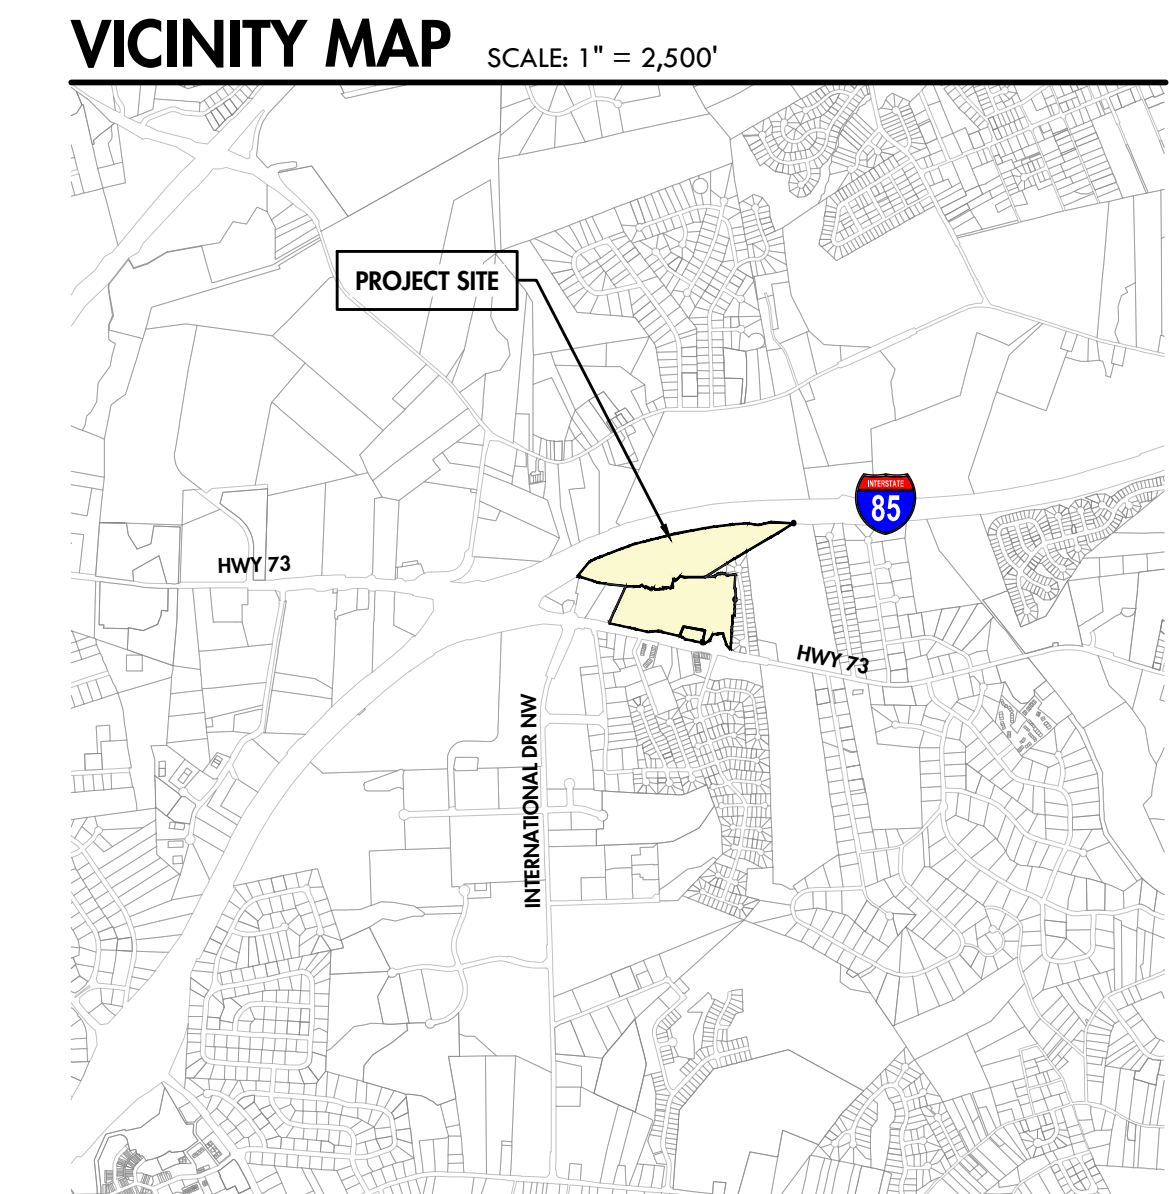 VICINITY MAP SCALE: 1" = 2,500'
PROJECT SITE
INTERSTATE
85
HWY 73
HWY 73
INTERNATIONAL DR NW